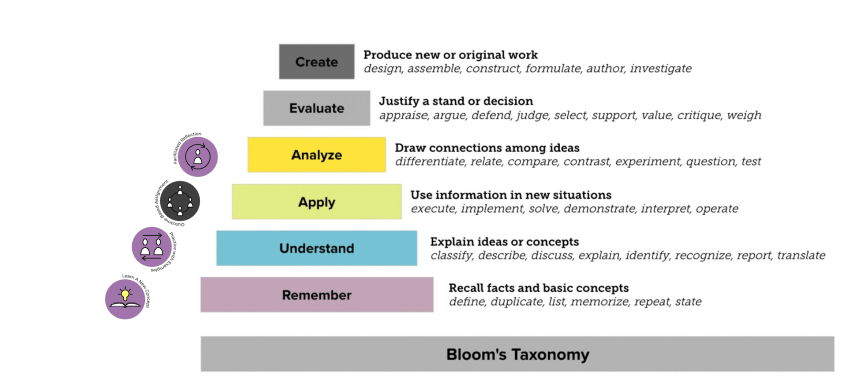 Create
Produce new or original work
design, assemble, construct, formulate, author, investigate
Evaluate
Justify a stand or decision
appraise, argue, defend, judge, select, support, value, critique, weigh
Facilitated Reflection
Analyze
Draw connections among ideas
differentiate, relate, compare, contrast, experiment, question, test
Outcome-Based Assignment
Apply
Use information in new situations
execute, implement, solve, demonstrate, interpret, operate
Practice with Examples
Understand
Explain ideas or concepts
classify, describe, discuss, explain, identify, recognize, report, translate
Learn A New Concept
Remember
Recall facts and basic concepts
define, duplicate, list, memorize, repeat, state
Bloom's Taxonomy